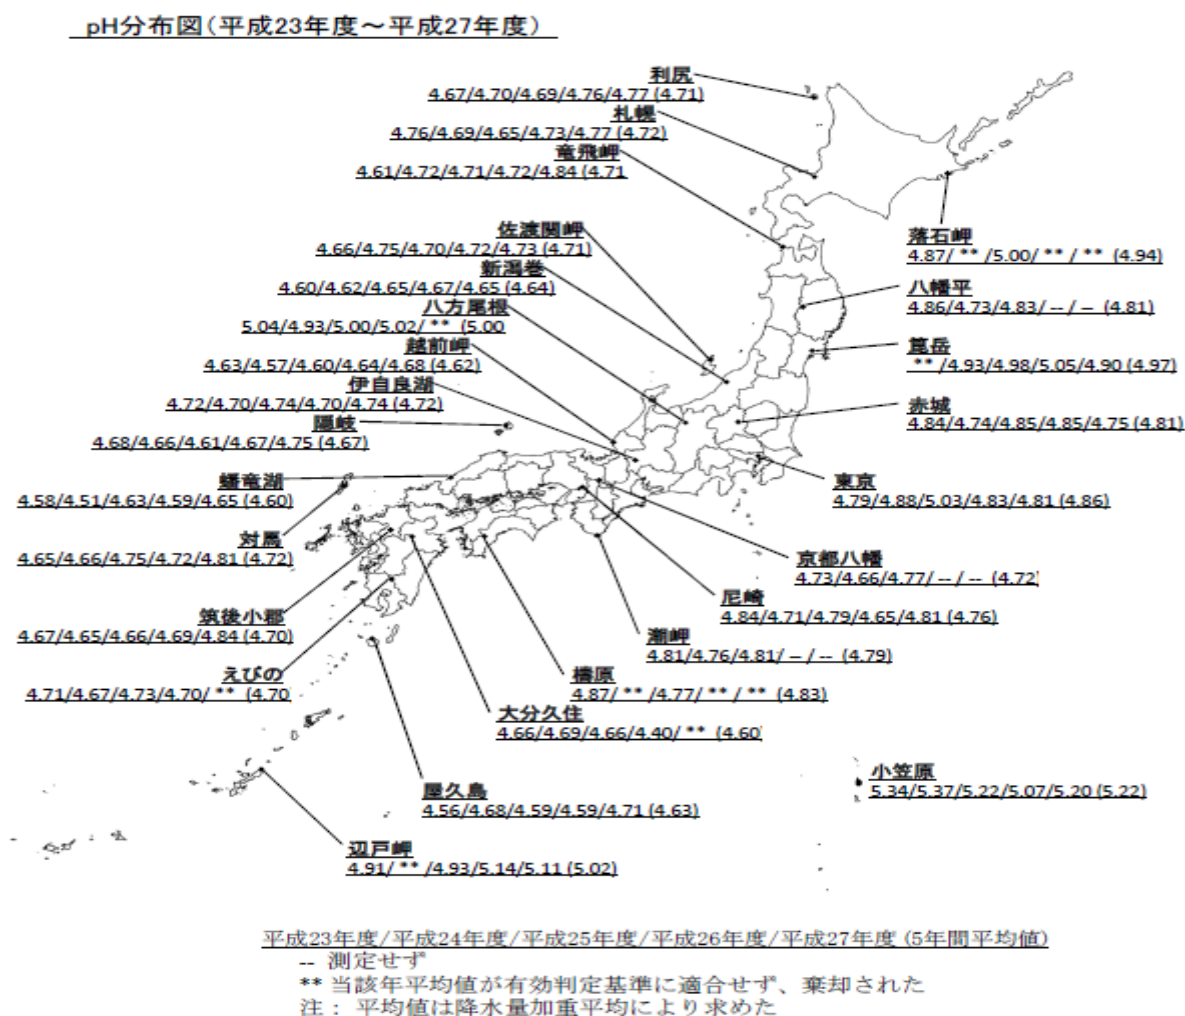 pH分布図(平成23年度～平成27年度)
利尻
4.67/4.70/4.69/4.76/4.77 (4.71)
札幌
4.76/4.69/4.65/4.73/4.77 (4.72)
竜飛岬
4.61/4.72/4.71/4.72/4.84 (4.71
佐渡関岬
4.66/4.75/4.70/4.72/4.73 (4.71)
新潟巻
4.60/4.62/4.65/4.67/4.65 (4.64)
八方尾根
5.04/4.93/5.00/5.02/ ** (5.00
越前岬
4.63/4.57/4.60/4.64/4.68 (4.62)
伊自良湖
4.72/4.70/4.74/4.70/4.74 (4.72)
隠岐
4.68/4.66/4.61/4.67/4.75 (4.67)
蟠竜湖
4.58/4.51/4.63/4.59/4.65 (4.60)
対馬
4.65/4.66/4.75/4.72/4.81 (4.72)
筑後小郡
4.67/4.65/4.66/4.69/4.84 (4.70)
えびの
4.71/4.67/4.73/4.70/ ** (4.70
落石岬
4.87/ ** /5.00/ ** / ** (4.94)
八幡平
4.86/4.73/4.83/ -- / -- (4.81)
箟岳
** /4.93/4.98/5.05/4.90 (4.97)
赤城
4.84/4.74/4.85/4.85/4.75 (4.81)
東京
4.79/4.88/5.03/4.83/4.81 (4.86)
京都八幡
4.73/4.66/4.77/ -- / -- (4.72)
尼崎
4.84/4.71/4.79/4.65/4.81 (4.76)
潮岬
4.81/4.76/4.81/ -- / -- (4.79)
檮原
4.87/ ** /4.77/ ** / ** (4.83)
大分久住
4.66/4.69/4.66/4.40/ ** (4.60)
屋久島
4.56/4.68/4.59/4.59/4.71 (4.63)
小笠原
5.34/5.37/5.22/5.07/5.20 (5.22)
辺戸岬
4.91/ ** /4.93/5.14/5.11 (5.02)
平成23年度/平成24年度/平成25年度/平成26年度/平成27年度 (5年間平均値)
-- 測定せず
** 当該年平均値が有効判定基準に適合せず、棄却された
注： 平均値は降水量加重平均により求めた